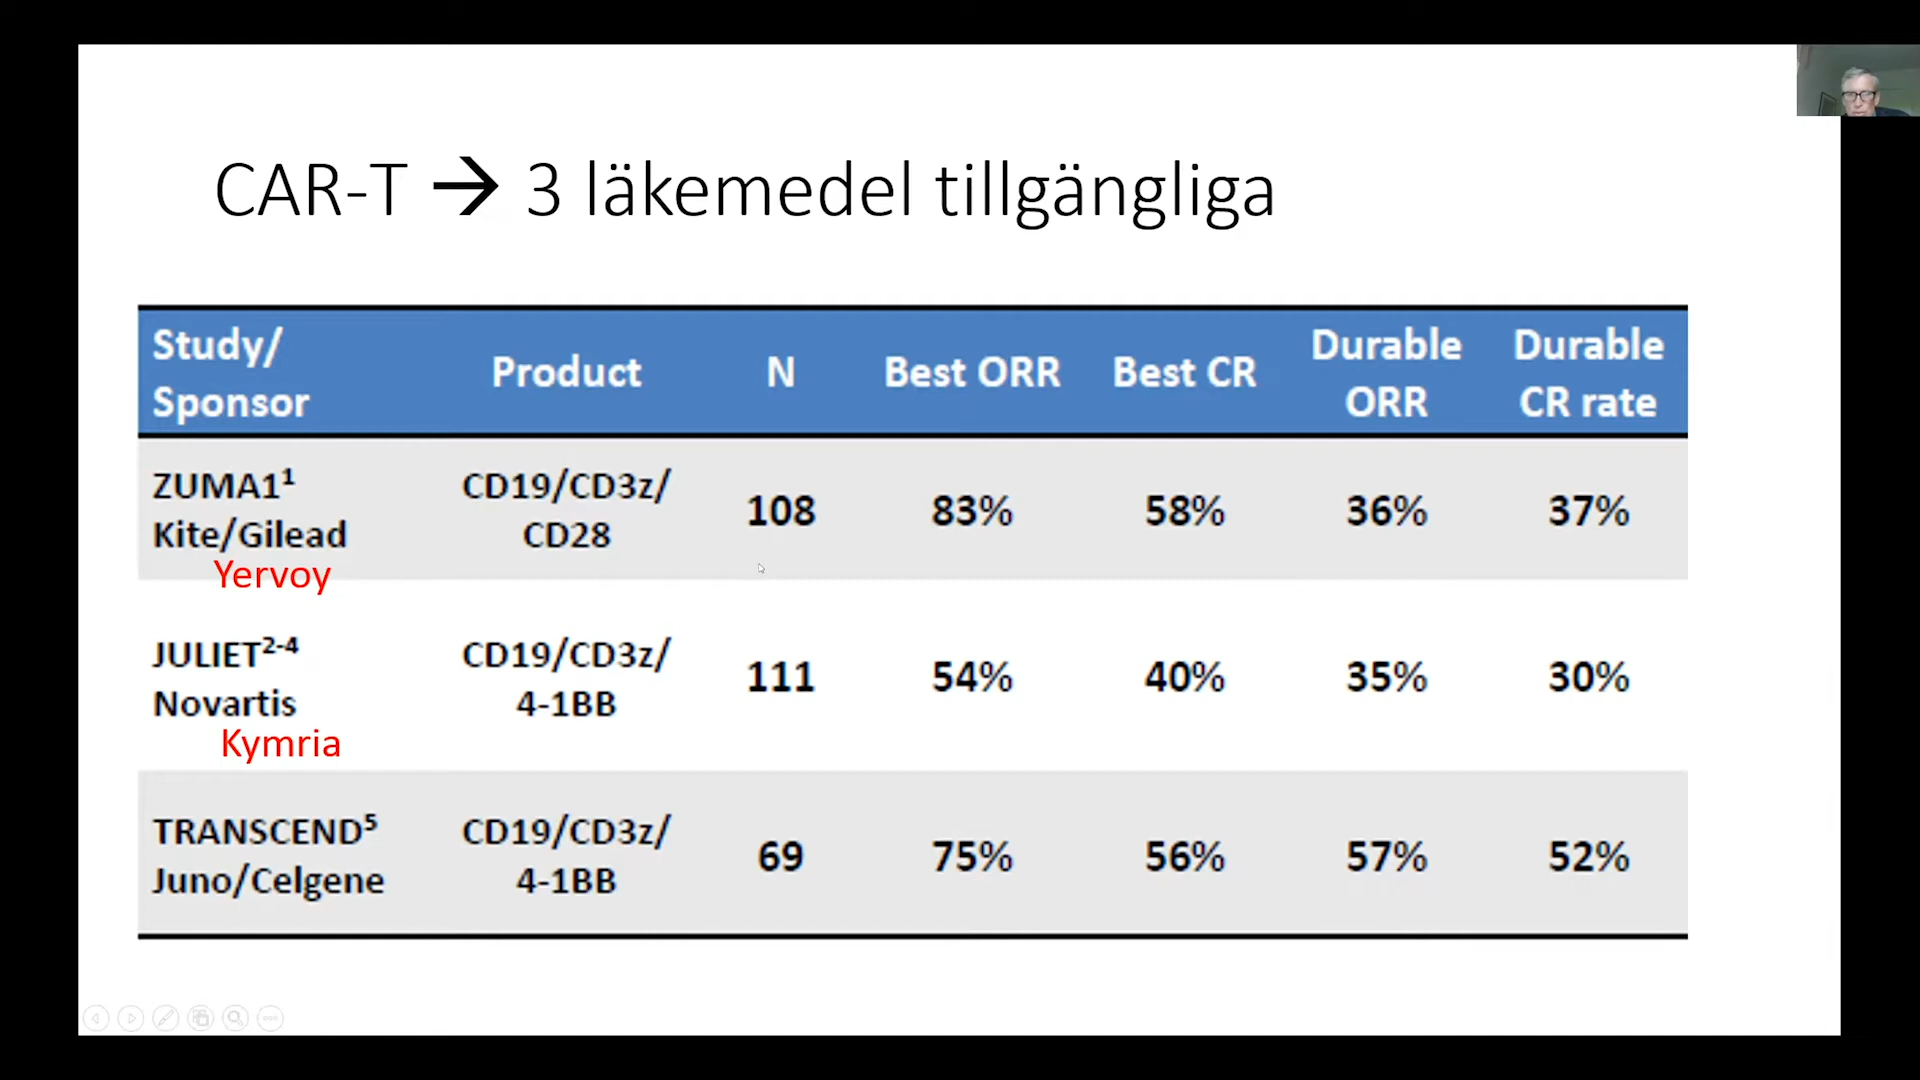 CAR-T → 3 läkemedel tillgängliga
Study/
Sponsor
Product
N
Best ORR
Best CR
Durable
ORR
Durable
CR rate
ZUMA1¹
Kite/Gilead
Yervoy
CD19/CD3z/
CD28
108
83%
58%
36%
37%
JULIET²⁻⁴
Novartis
Kymria
CD19/CD3z/
4-1BB
111
54%
40%
35%
30%
TRANSCEND⁵
Juno/Celgene
CD19/CD3z/
4-1BB
69
75%
56%
57%
52%